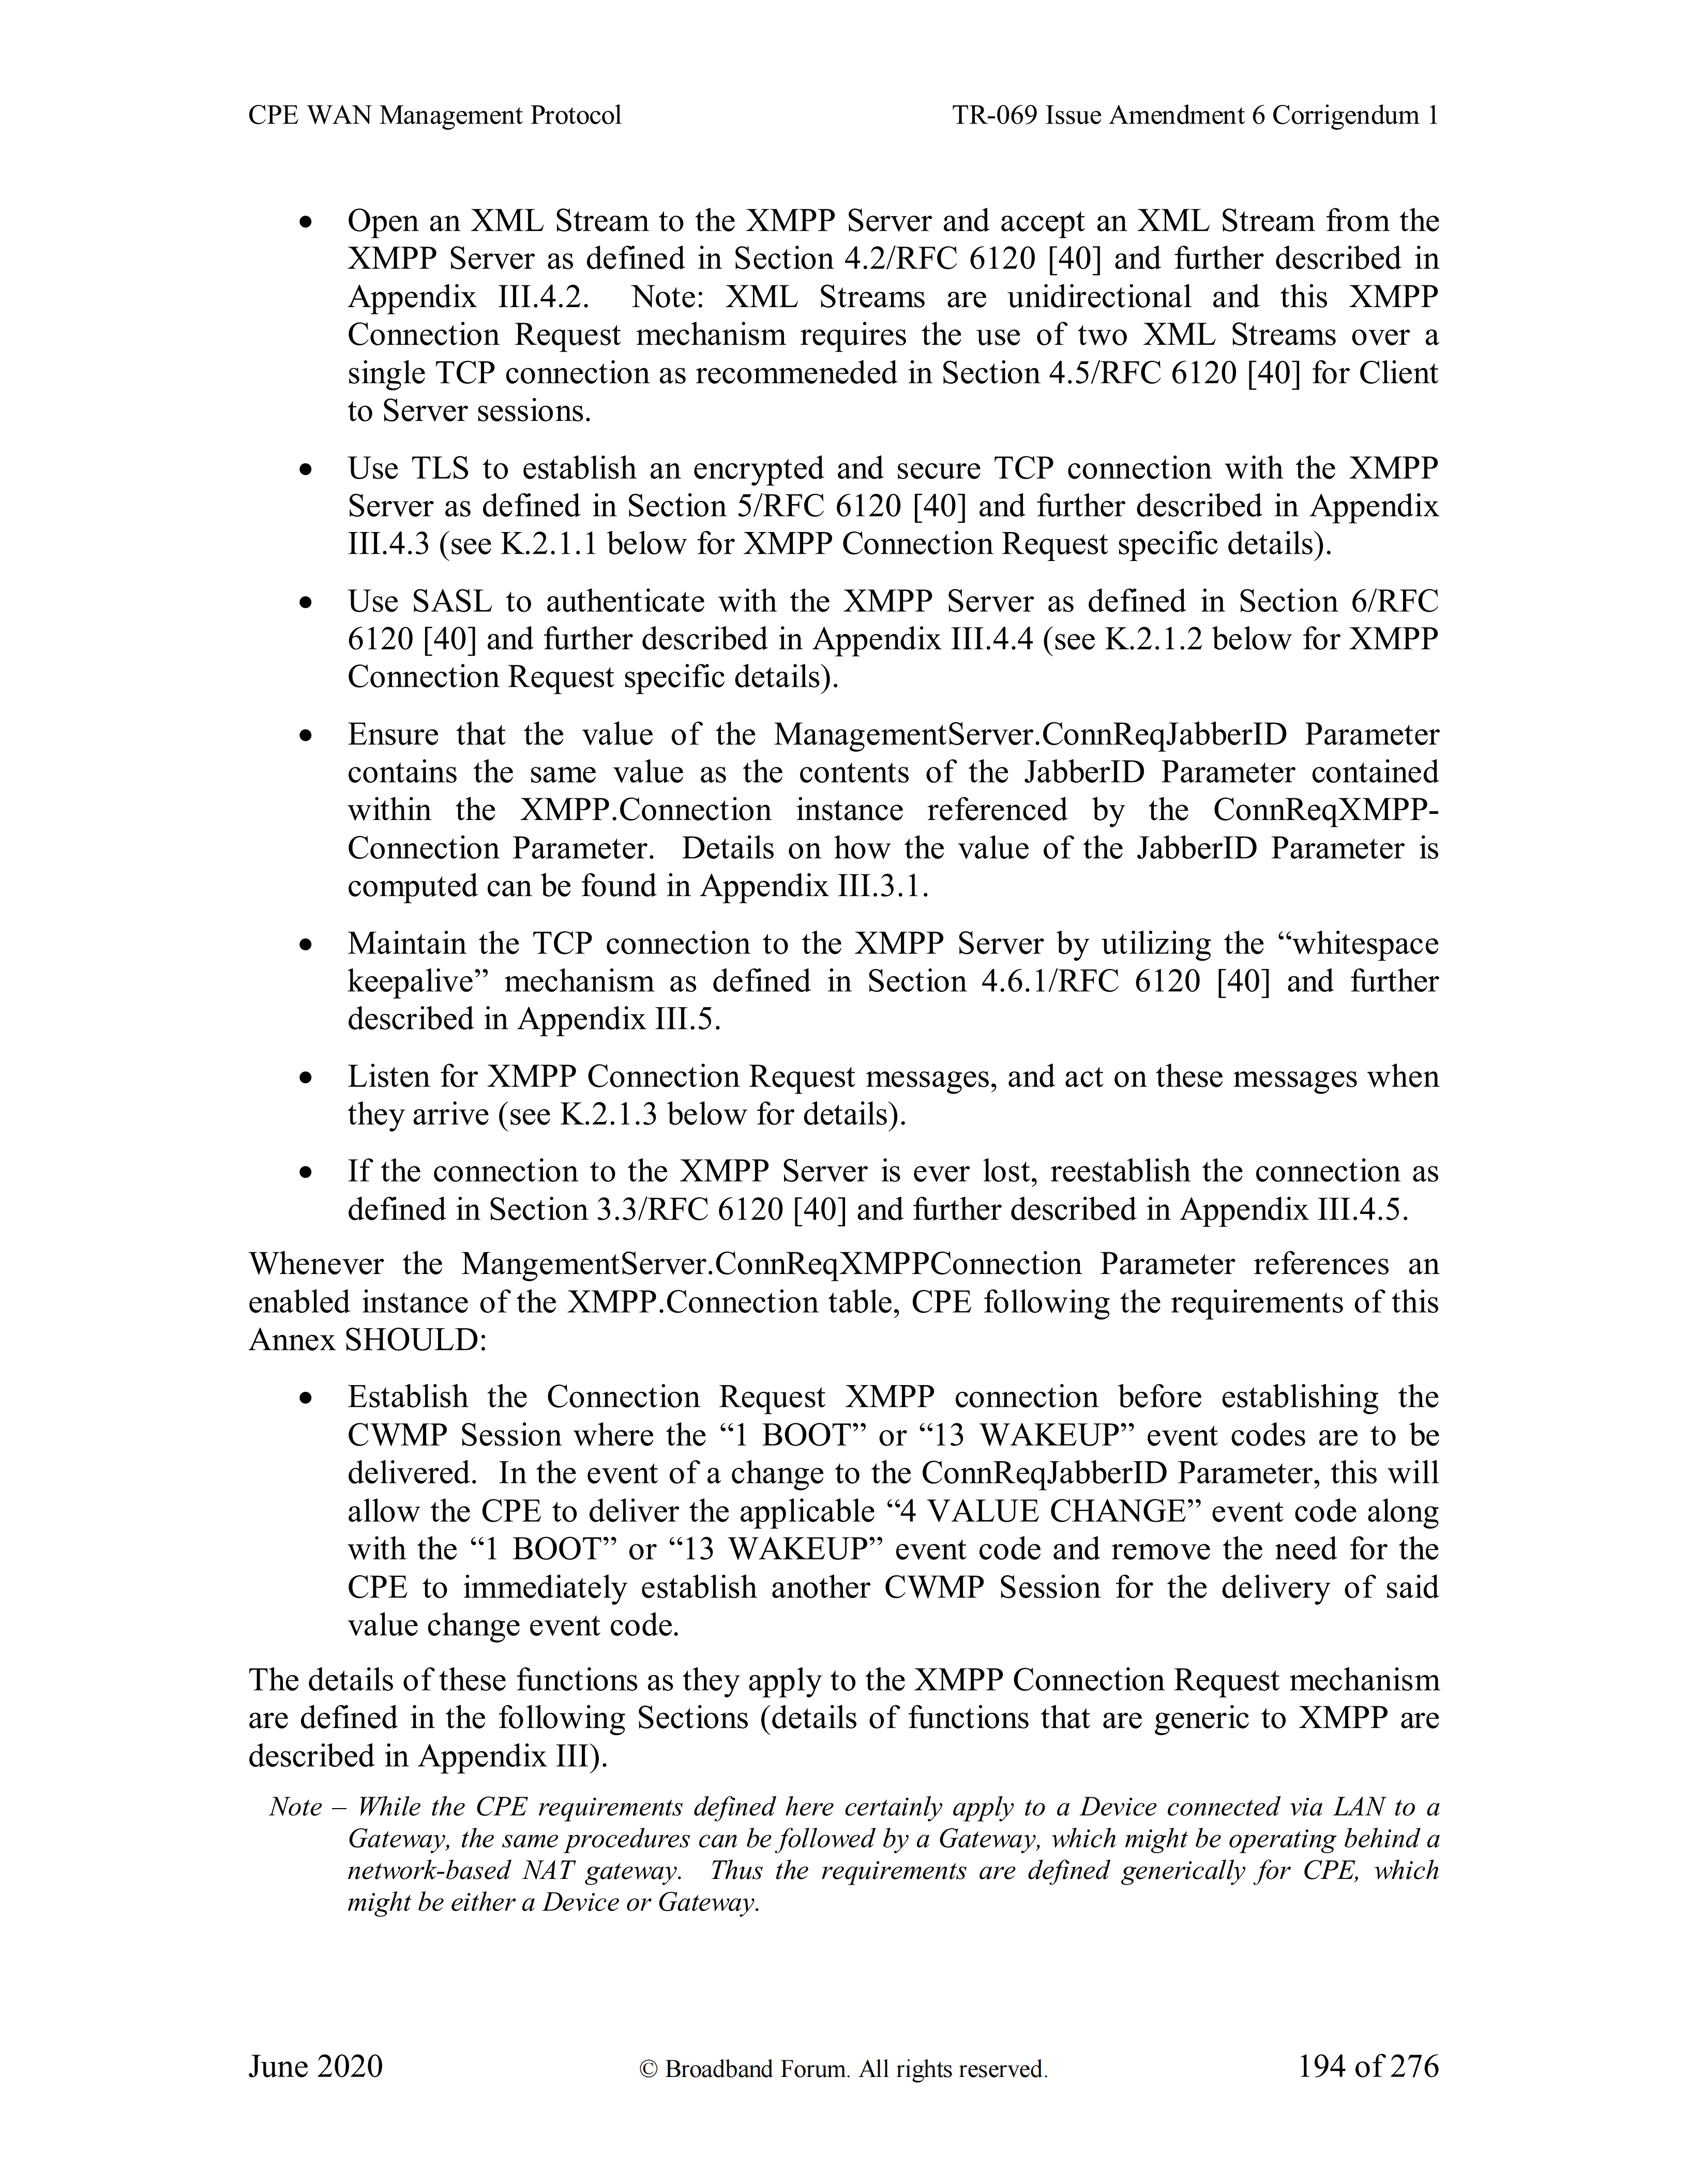 CPE WAN Management Protocol TR-069 Issue Amendment 6 Corrigendum 1
• Open an XML Stream to the XMPP Server and accept an XML Stream from the
XMPP Server as defined in Section 4.2/RFC 6120 [40] and further described in
Appendix III.4.2. Note: XML Streams are unidirectional and this XMPP
Connection Request mechanism requires the use of two XML Streams over a
single TCP connection as recommeneded in Section 4.5/RFC 6120 [40] for Client
to Server sessions.
• Use TLS to establish an encrypted and secure TCP connection with the XMPP
Server as defined in Section 5/RFC 6120 [40] and further described in Appendix
III.4.3 (see K.2.1.1 below for XMPP Connection Request specific details).
• Use SASL to authenticate with the XMPP Server as defined in Section 6/RFC
6120 [40] and further described in Appendix III.4.4 (see K.2.1.2 below for XMPP
Connection Request specific details).
• Ensure that the value of the ManagementServer.ConnReqJabberID Parameter
contains the same value as the contents of the JabberID Parameter contained
within the XMPP.Connection instance referenced by the ConnReqXMPP-
Connection Parameter. Details on how the value of the JabberID Parameter is
computed can be found in Appendix III.3.1.
• Maintain the TCP connection to the XMPP Server by utilizing the “whitespace
keepalive” mechanism as defined in Section 4.6.1/RFC 6120 [40] and further
described in Appendix III.5.
• Listen for XMPP Connection Request messages, and act on these messages when
they arrive (see K.2.1.3 below for details).
• If the connection to the XMPP Server is ever lost, reestablish the connection as
defined in Section 3.3/RFC 6120 [40] and further described in Appendix III.4.5.
Whenever the MangementServer.ConnReqXMPPConnection Parameter references an
enabled instance of the XMPP.Connection table, CPE following the requirements of this
Annex SHOULD:
• Establish the Connection Request XMPP connection before establishing the
CWMP Session where the “1 BOOT” or “13 WAKEUP” event codes are to be
delivered. In the event of a change to the ConnReqJabberID Parameter, this will
allow the CPE to deliver the applicable “4 VALUE CHANGE” event code along
with the “1 BOOT” or “13 WAKEUP” event code and remove the need for the
CPE to immediately establish another CWMP Session for the delivery of said
value change event code.
The details of these functions as they apply to the XMPP Connection Request mechanism
are defined in the following Sections (details of functions that are generic to XMPP are
described in Appendix III).
Note – While the CPE requirements defined here certainly apply to a Device connected via LAN to a
Gateway, the same procedures can be followed by a Gateway, which might be operating behind a
network-based NAT gateway. Thus the requirements are defined generically for CPE, which
might be either a Device or Gateway.
June 2020 © Broadband Forum. All rights reserved. 194 of 276